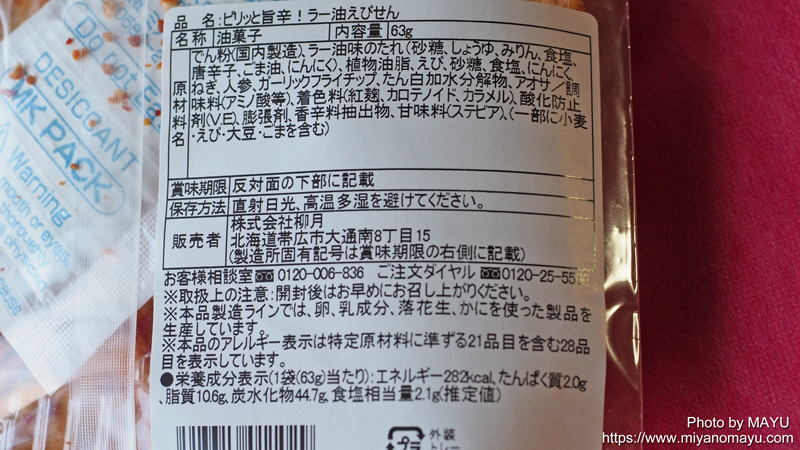 品 名:ピリッと旨辛!ラー油えびせん
名称 油菓子 内容量 63g
原材料名 でん粉(国内製造)、ラー油味のたれ(砂糖、しょうゆ、みりん、食塩、
唐辛子、ごま油、にんにく)、植物油脂、えび、砂糖、食塩、にんにく、
ねぎ、人参、ガーリックフライチップ、たん白加水分解物、アオサ/調
味料(アミノ酸等)、着色料(紅麹、カロテノイド、カラメル)、酸化防止
剤(V.E)、膨張剤、香辛料抽出物、甘味料(ステビア)、(一部に小麦
・えび・大豆・ごまを含む)
賞味期限 反対面の下部に記載
保存方法 直射日光、高温多湿を避けてください。
販売者 株式会社柳月
北海道帯広市大通南8丁目15
(製造所固有記号は賞味期限の右側に記載)
お客様相談室 0120-006-836 ご注文ダイヤル 0120-25-55
※取扱上の注意:開封後はお早めにお召し上がりください。
※本品製造ラインでは、卵、乳成分、落花生、かにを使った製品を
生産しています。
※本品のアレルギー表示は特定原材料に準ずる21品目を含む28品
目を表示しています。
●栄養成分表示(1袋(63g)当たり):エネルギー282kcal、たんぱく質2.0g
、脂質10.6g、炭水化物44.7g、食塩相当量2.1g(推定値)
プラ 外装
トレー
DESICCANT
MK PACK
Do not Ea
Warning
mouth or eyes,
thoroughly
Photo by MAYU
https://www.miyanomayu.com/